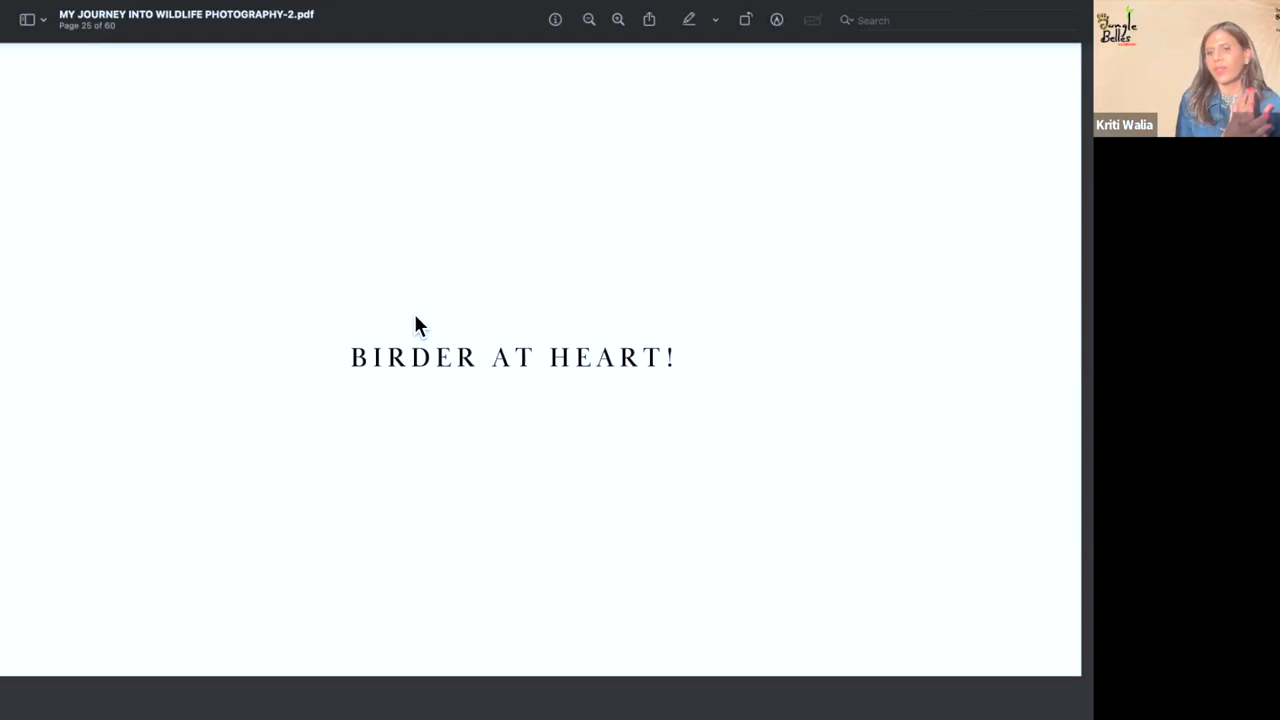 MY JOURNEY INTO WILDLIFE PHOTOGRAPHY-2.pdf
Page 25 of 60
Search
Jungle
Belles
Kriti Walia
BIRDER AT HEART!